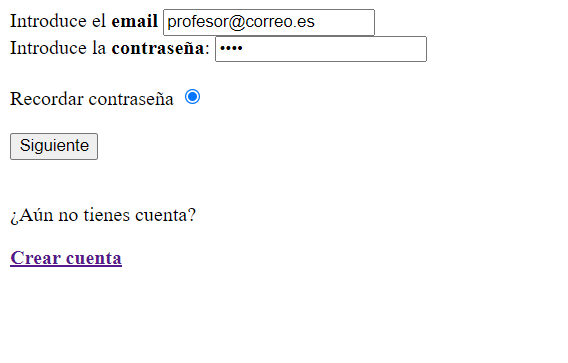 Introduce el email profesor@correo.es
Introduce la contraseña: ••••
Recordar contraseña
Siguiente
¿Aún no tienes cuenta?
Crear cuenta